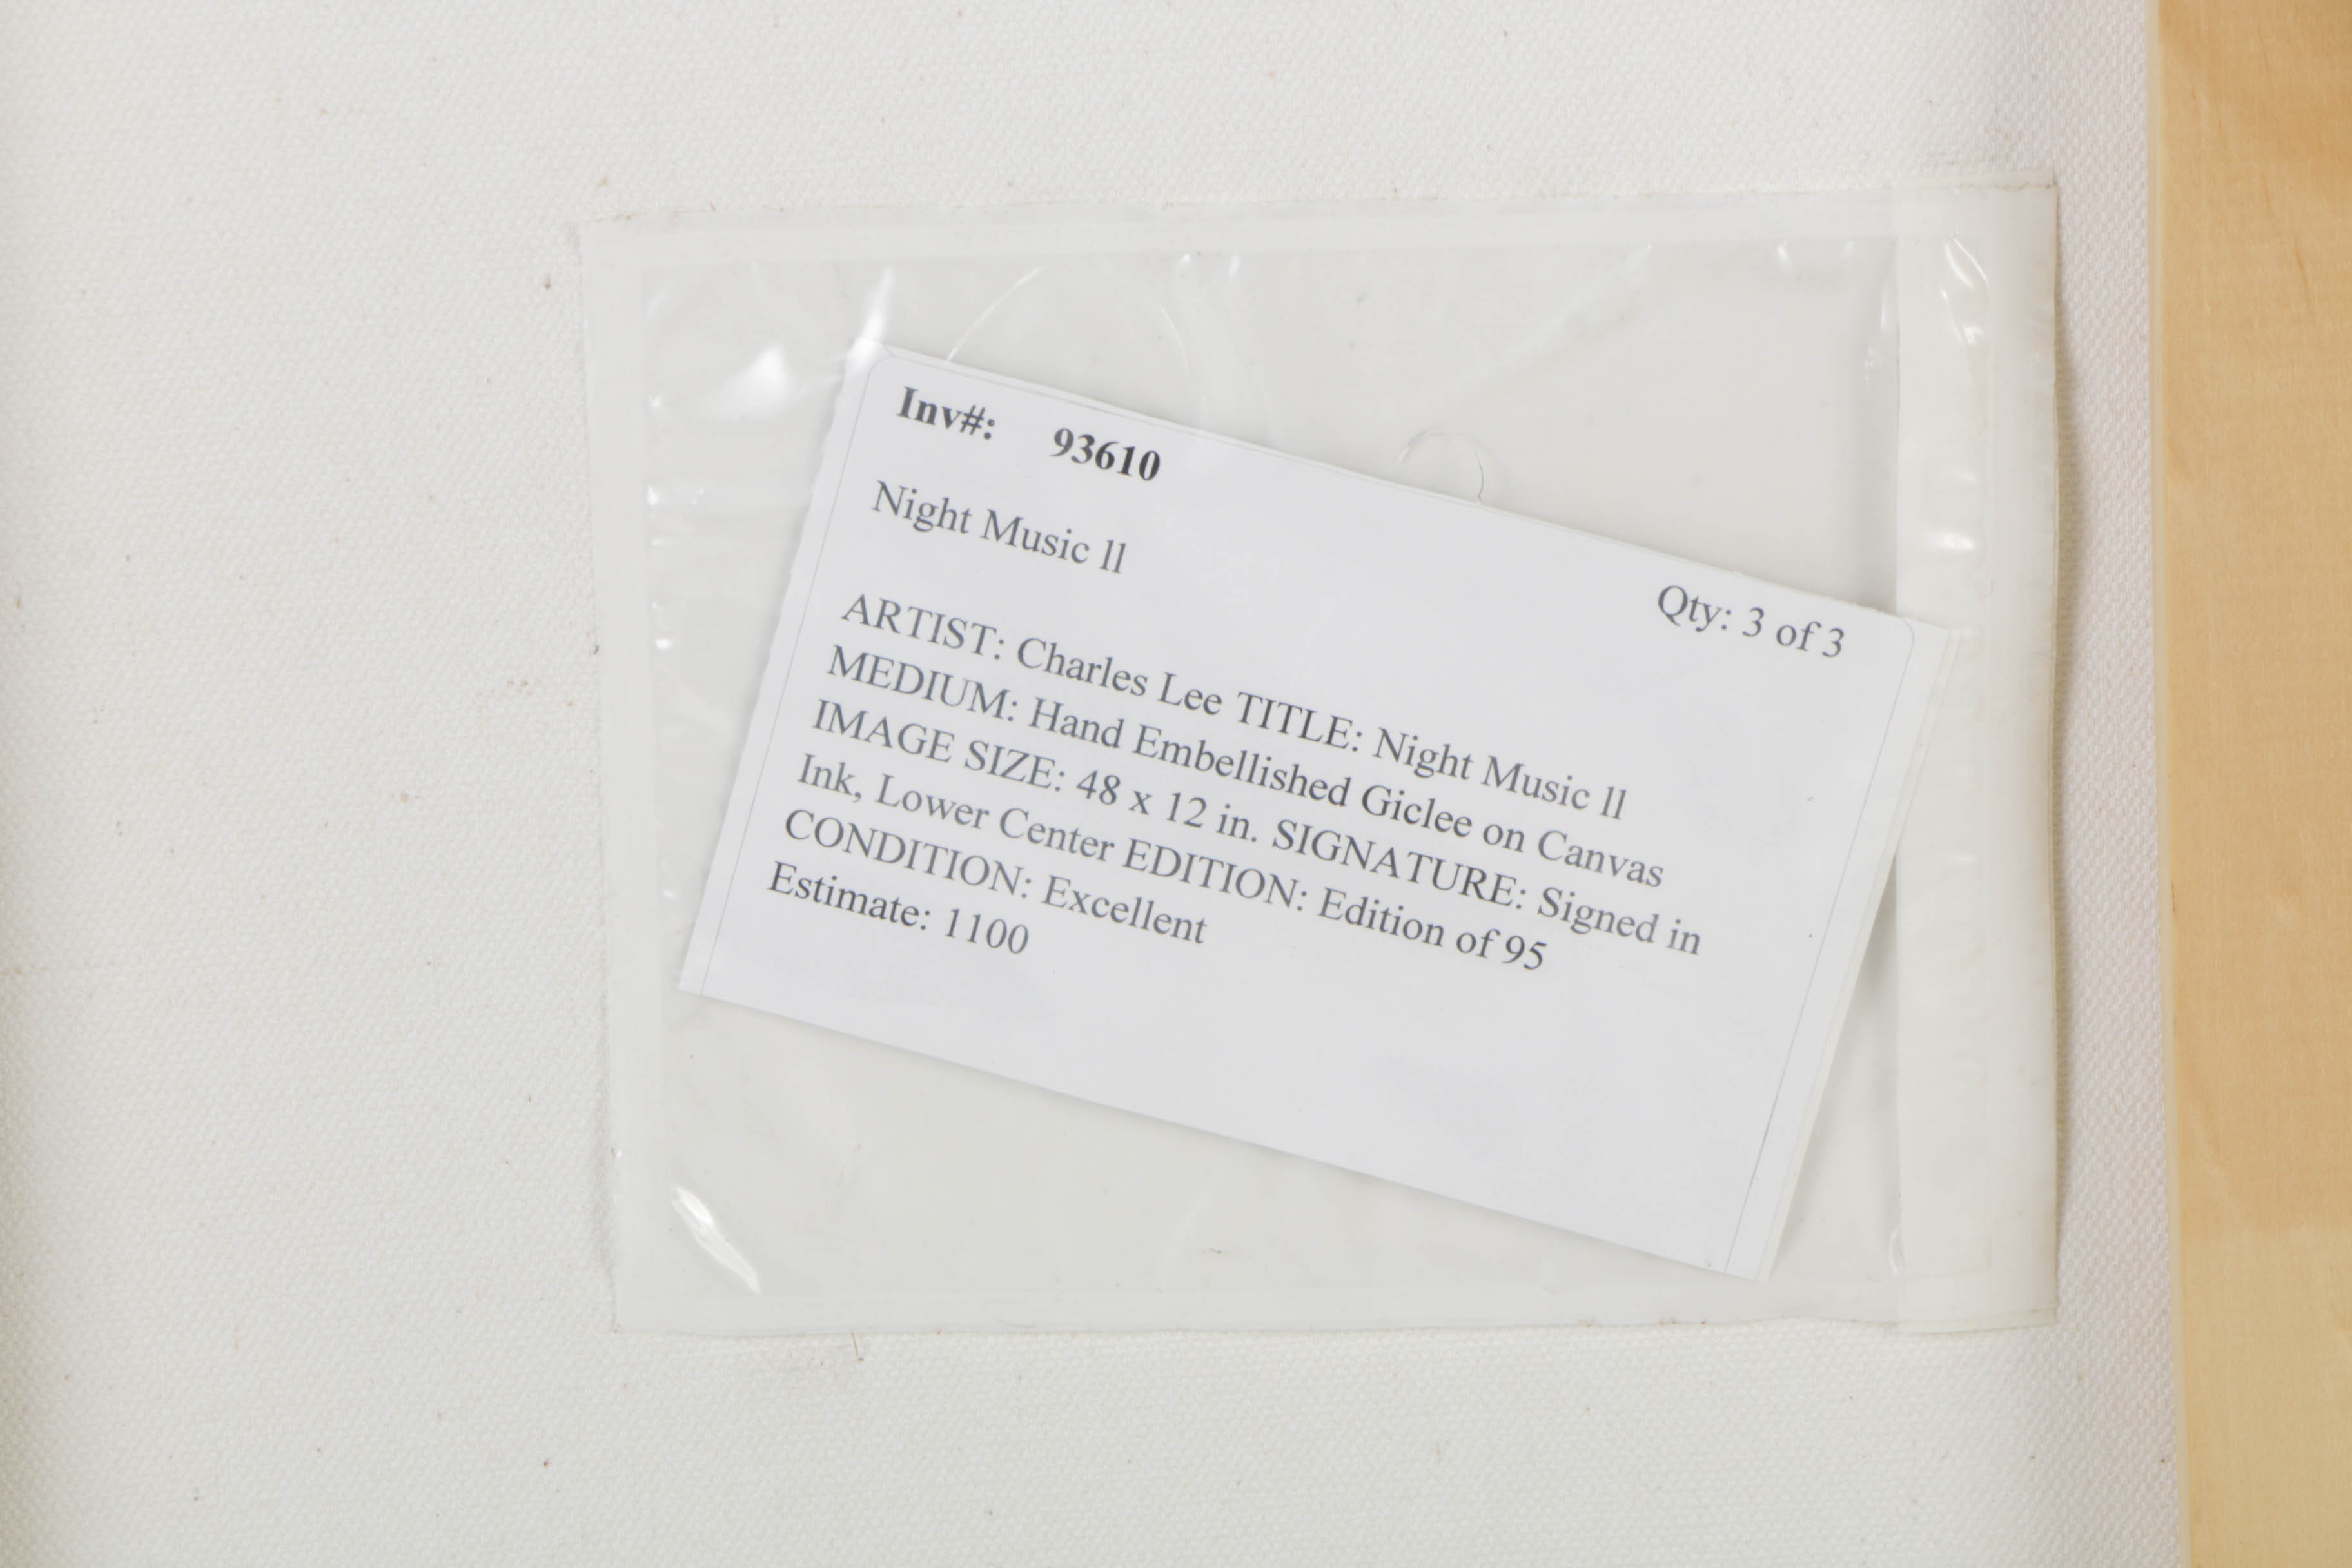 Inv#: 93610
Night Music ll
Qty: 3 of 3
ARTIST: Charles Lee TITLE: Night Music ll
MEDIUM: Hand Embellished Giclee on Canvas
IMAGE SIZE: 48 x 12 in. SIGNATURE: Signed in
Ink, Lower Center EDITION: Edition of 95
CONDITION: Excellent
Estimate: 1100